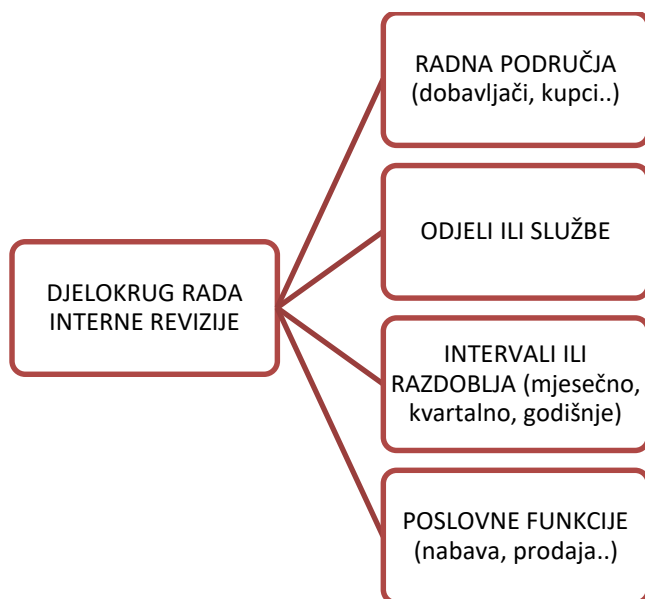 RADNA PODRUČJA
(dobavljači, kupci..)
ODJELI ILI SLUŽBE
DJELOKRUG RADA
INTERNE REVIZIJE
INTERVALI ILI
RAZDOBLJA (mjesečno,
kvartalno, godišnje)
POSLOVNE FUNKCIJE
(nabava, prodaja..)